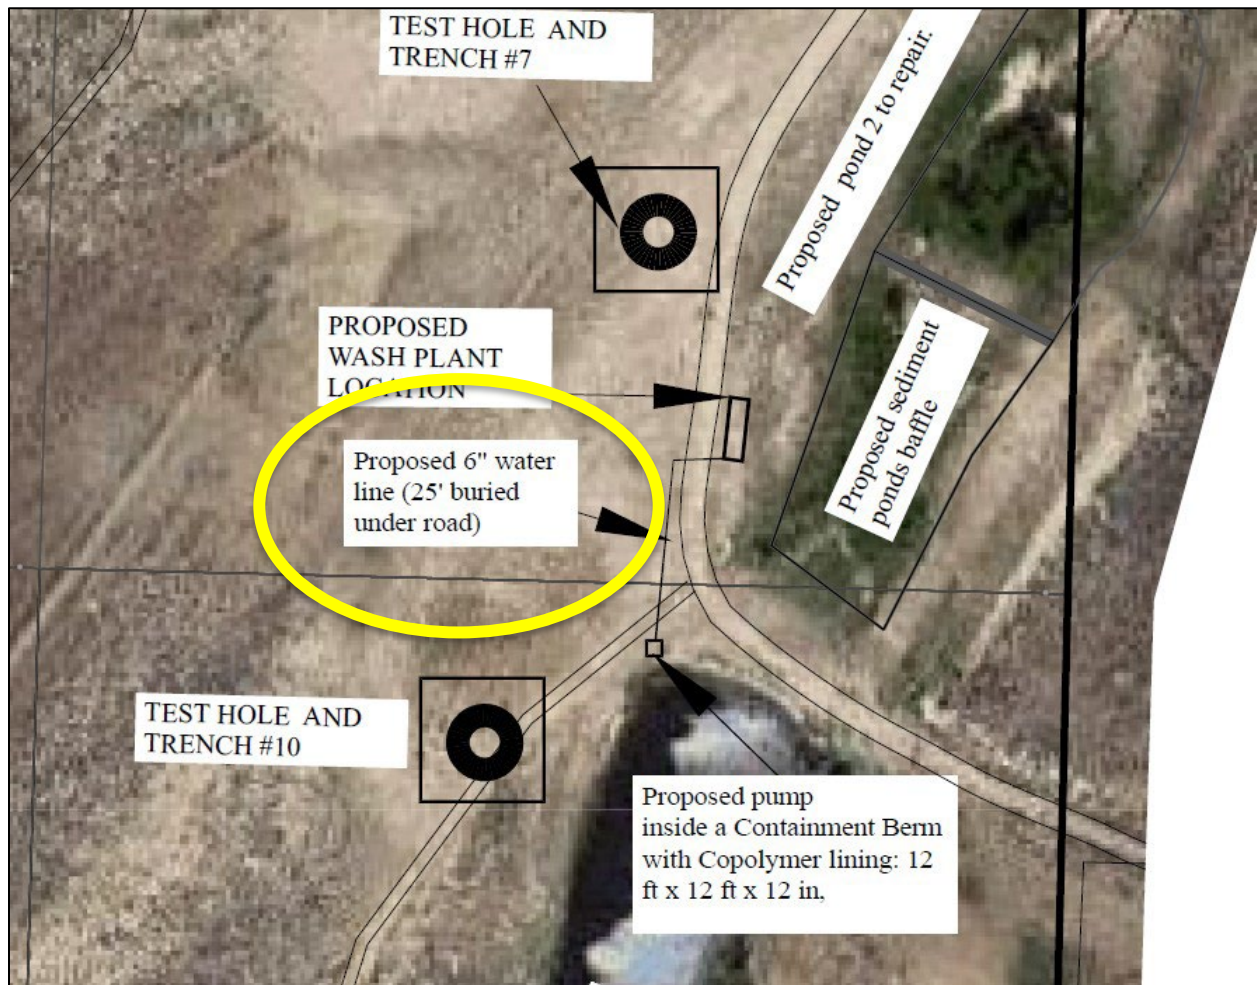 TEST HOLE AND
TRENCH #7
Proposed pond 2 to repair.
PROPOSED
WASH PLANT
LOCATION
Proposed sediment
ponds baffle
Proposed 6" water
line (25' buried
under road)
TEST HOLE AND
TRENCH #10
Proposed pump
inside a Containment Berm
with Copolymer lining: 12
ft x 12 ft x 12 in,